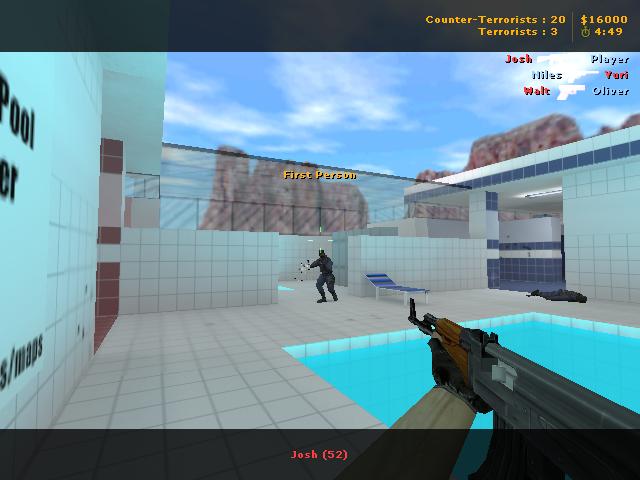 Counter-Terrorists : 20 $16000
Terrorists : 3 4:49
Josh Player
Niles Yuri
Walt Oliver
Pool
er
First Person
s/maps
Josh (52)